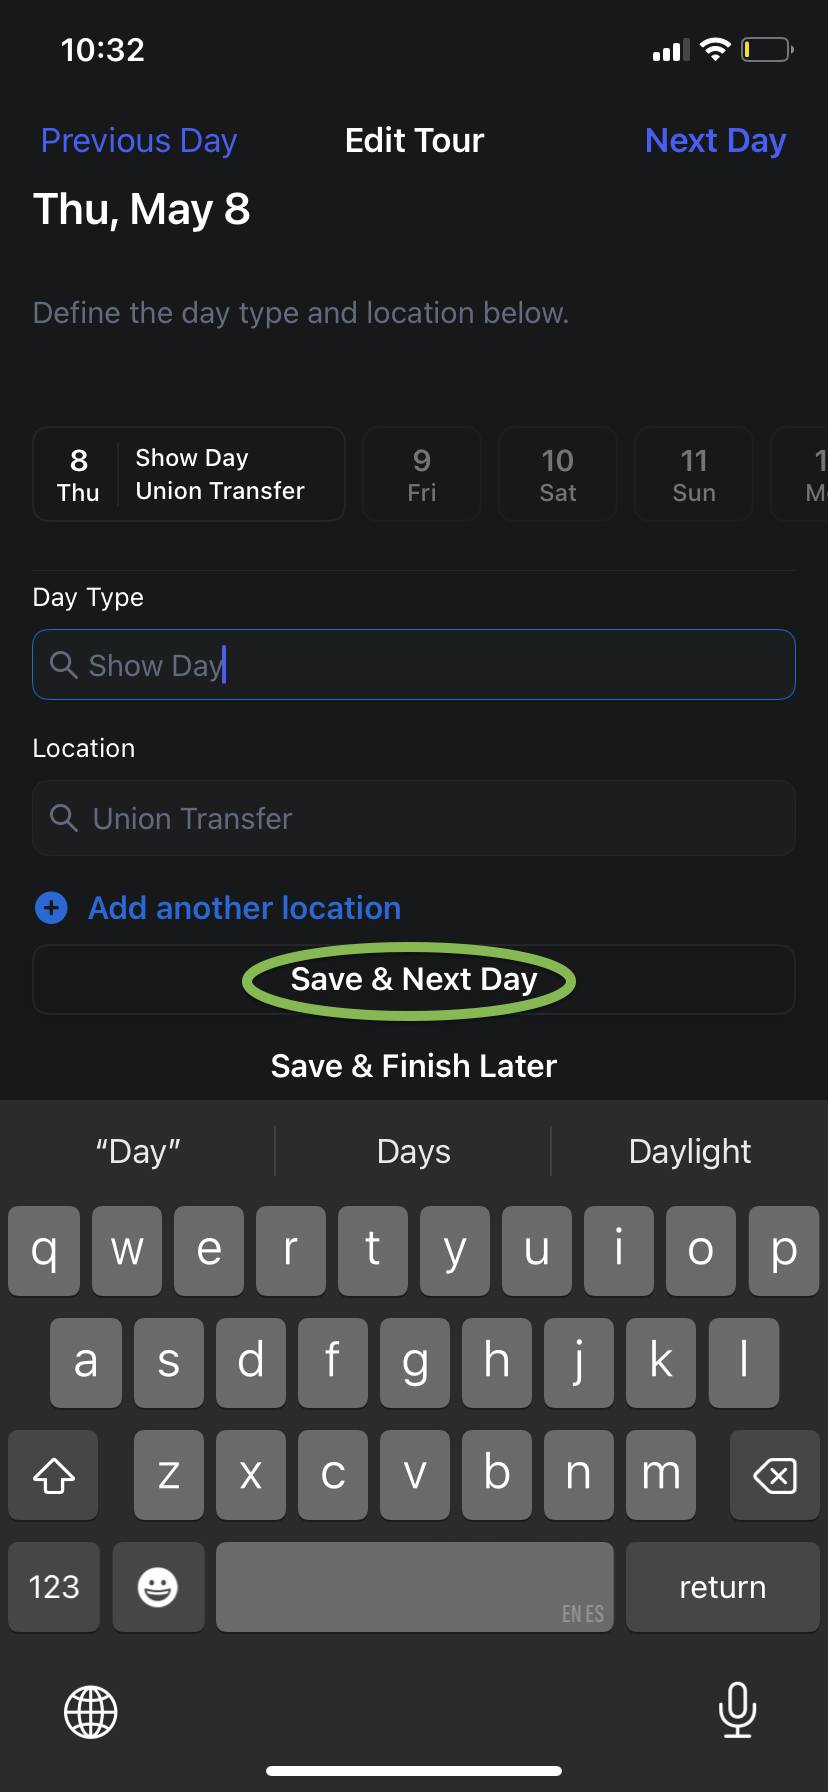 10:32
Previous Day
Edit Tour
Next Day
Thu, May 8
Define the day type and location below.
8
Thu
Show Day
Union Transfer
9
Fri
10
Sat
11
Sun
Day Type
Show Day
Location
Union Transfer
Add another location
Save & Next Day
Save & Finish Later
“Day”
Days
Daylight
q w e r t y u i o p
a s d f g h j k l
z x c v b n m
123
EN ES
return